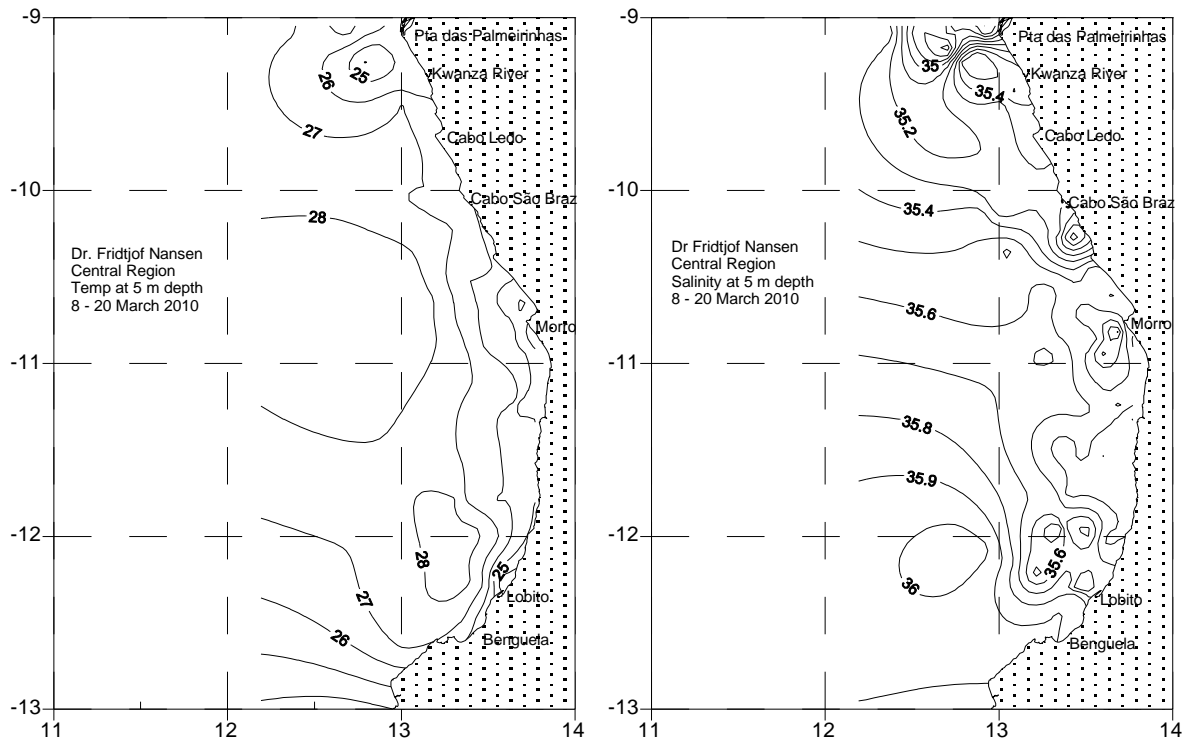 -9
-10
-11
-12
-13
11
12
13
14
Pta das Palmeirinhas
Kwanza River
Cabo Ledo
Cabo São Braz
Morro
Lobito
Benguela
26
25
27
28
28
27
26
25
Dr. Fridtjof Nansen
Central Region
Temp at 5 m depth
8 - 20 March 2010
-9
-10
-11
-12
-13
11
12
13
14
Pta das Palmeirinhas
Kwanza River
Cabo Ledo
Cabo São Braz
Morro
Lobito
Benguela
35
35.4
35.2
35.4
35.6
35.8
35.9
36
35.6
Dr Fridtjof Nansen
Central Region
Salinity at 5 m depth
8 - 20 March 2010